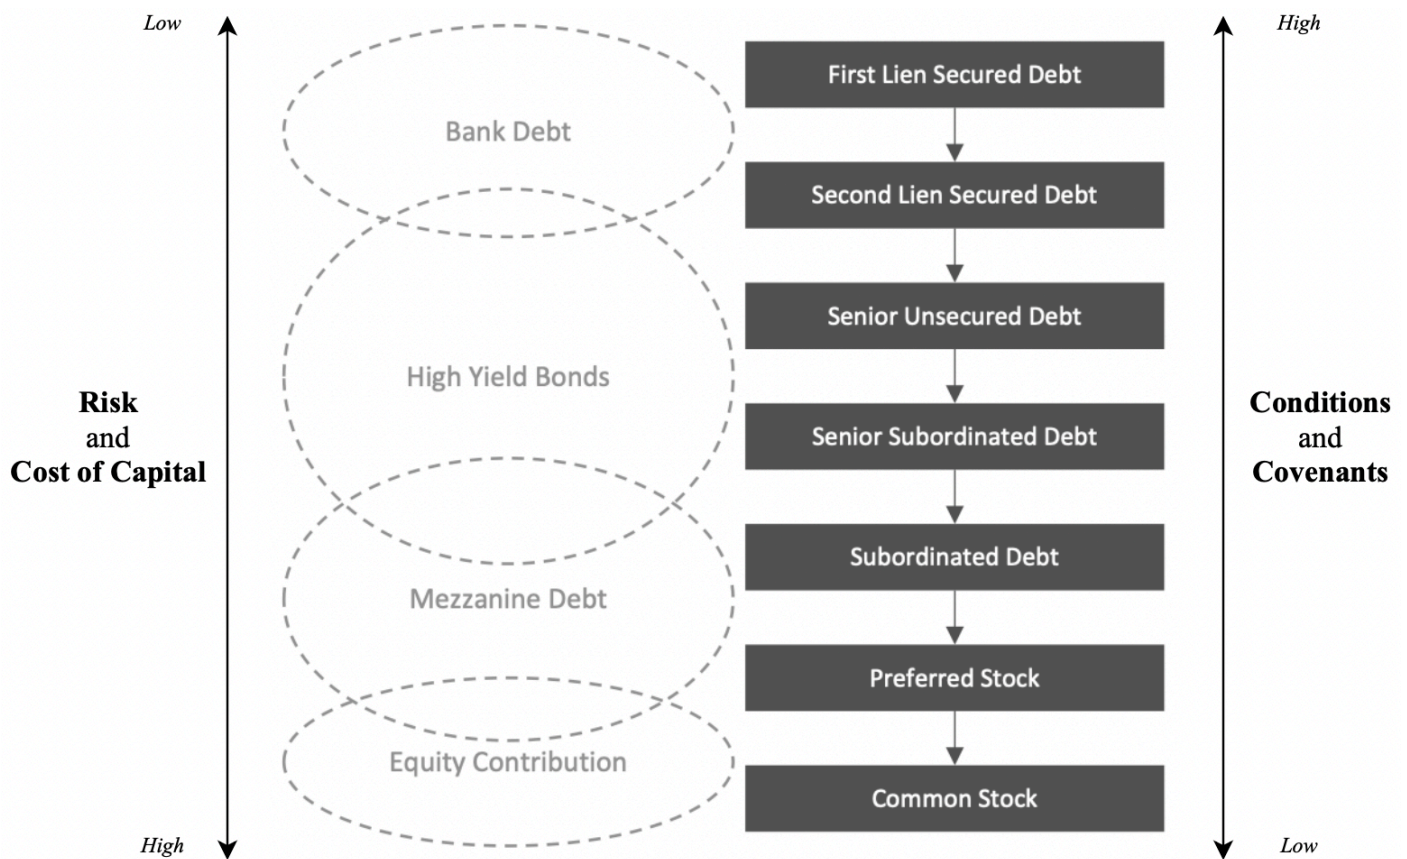 Low
High
First Lien Secured Debt
Bank Debt
Second Lien Secured Debt
Senior Unsecured Debt
High Yield Bonds
Risk
and
Cost of Capital
Conditions
and
Covenants
Senior Subordinated Debt
Subordinated Debt
Mezzanine Debt
Preferred Stock
Equity Contribution
Common Stock
High
Low